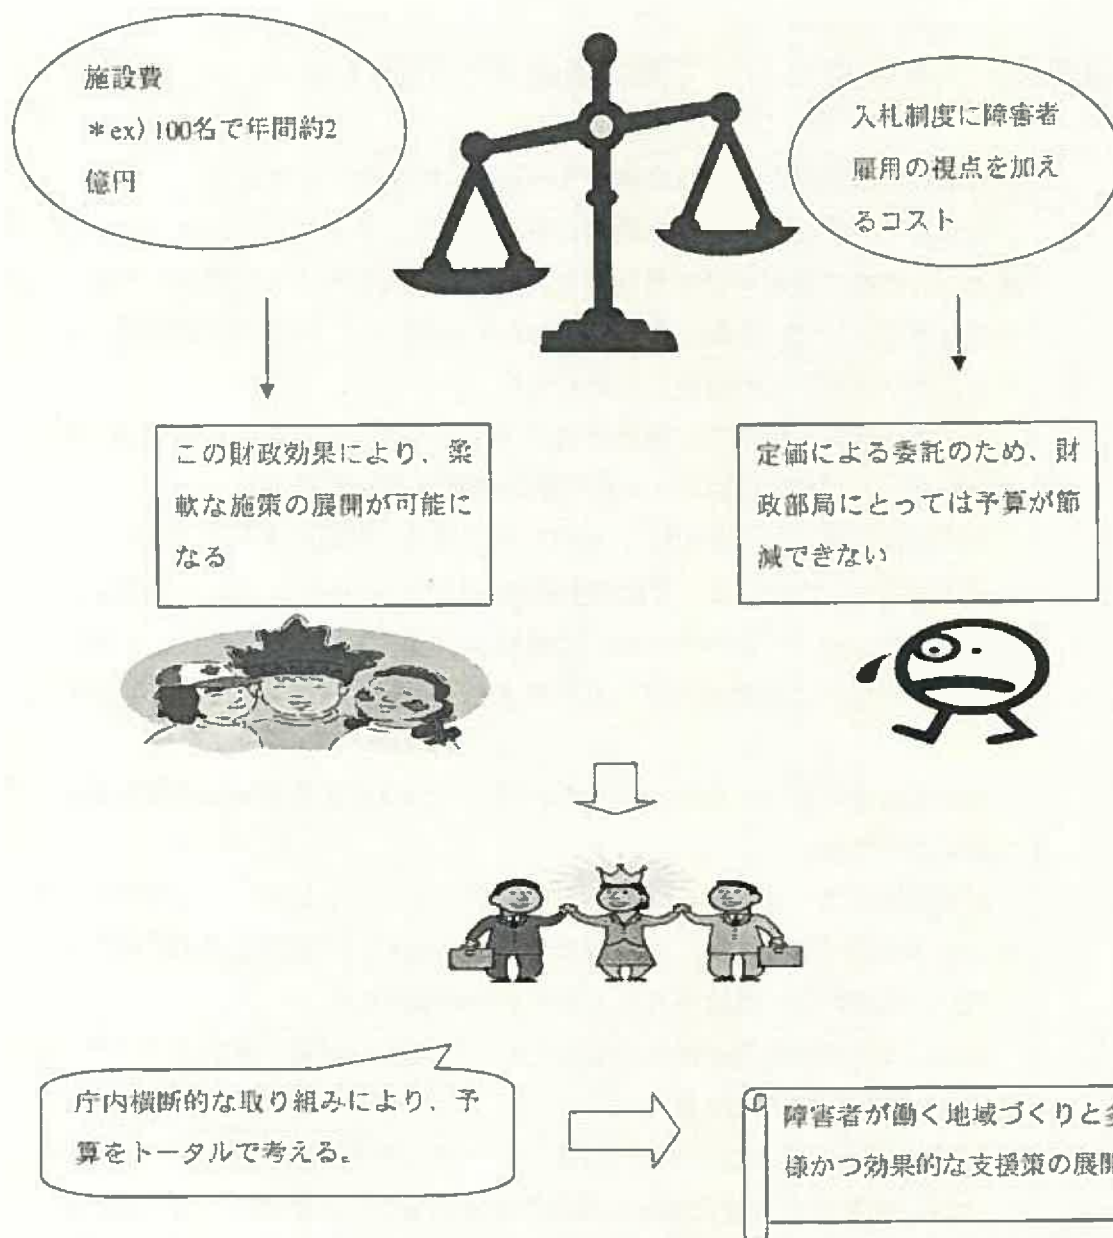 施設費
＊ex）100名で年間約2
億円
入札制度に障害者
雇用の視点を加え
るコスト
この財政効果により、柔
軟な施策の展開が可能に
なる
定価による委託のため、財
政部局にとっては予算が節
減できない
庁内横断的な取り組みにより、予
算をトータルで考える。
障害者が働く地域づくりと多
様かつ効果的な支援策の展開